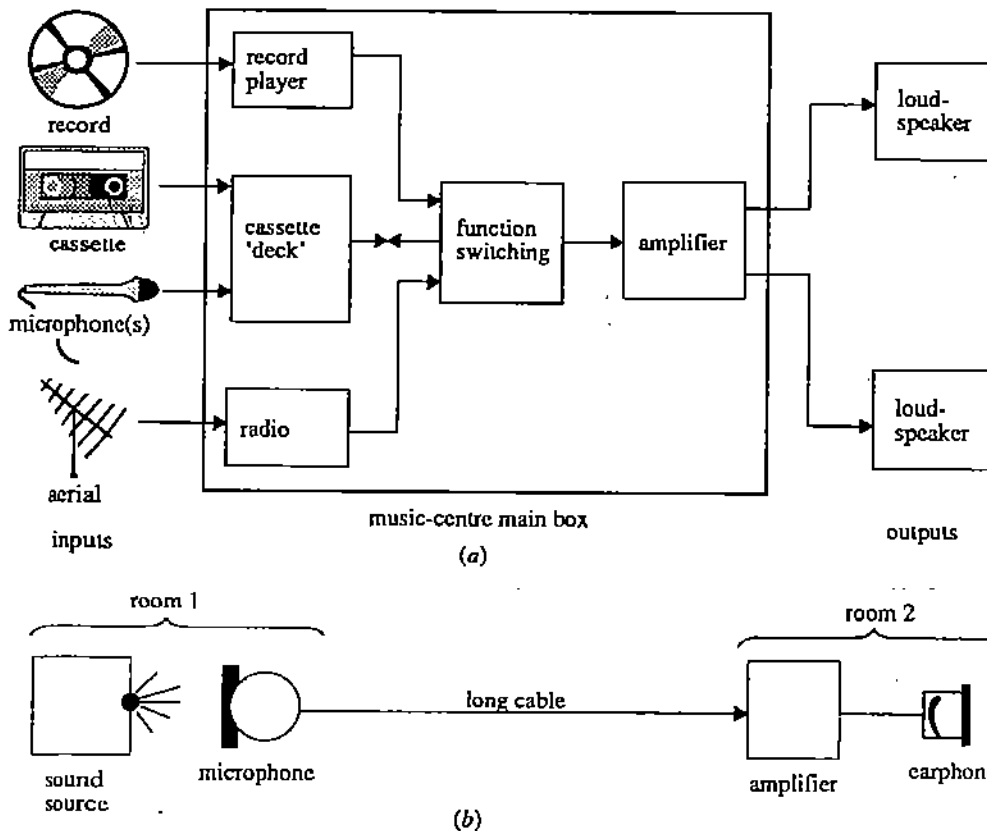 record
record
player
loud-
speaker
cassette
cassette
'deck'
function
switching
amplifier
microphone(s)
radio
loud-
speaker
aerial
inputs
music-centre main box
outputs
(a)
room 1
room 2
long cable
microphone
sound
source
amplifier
earphon
(b)